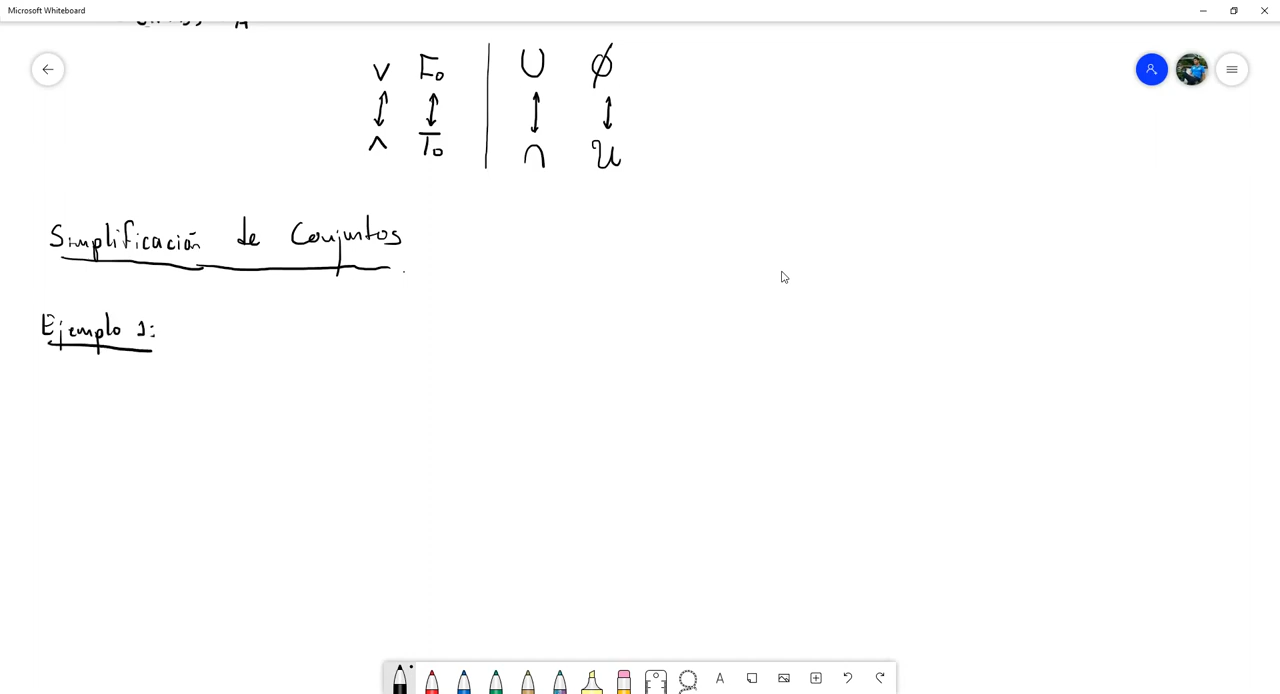 Microsoft Whiteboard
∨ F₀ | ∪ ∅
↕ ↕ | ↕ ↕
∧ T₀ | ∩ 𝒰
Simplificación de Conjuntos
Ejemplo 1:
A